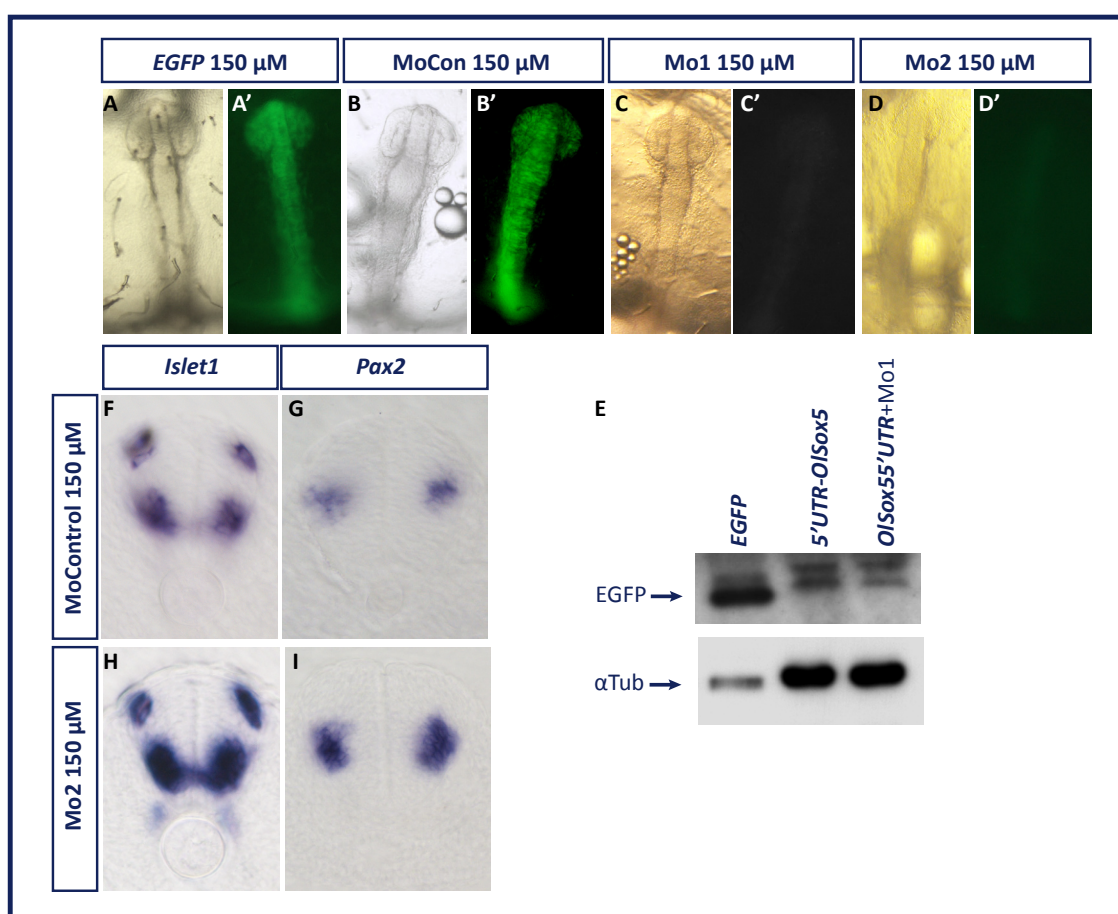 EGFP 150 μM
MoCon 150 μM
Mo1 150 μM
Mo2 150 μM
A
A’
B
B’
C
C’
D
D’
Islet1
Pax2
MoControl 150 μM
F
G
E
EGFP
5’UTR-OlSox5
OlSox55’UTR+Mo1
EGFP
αTub
Mo2 150 μM
H
I